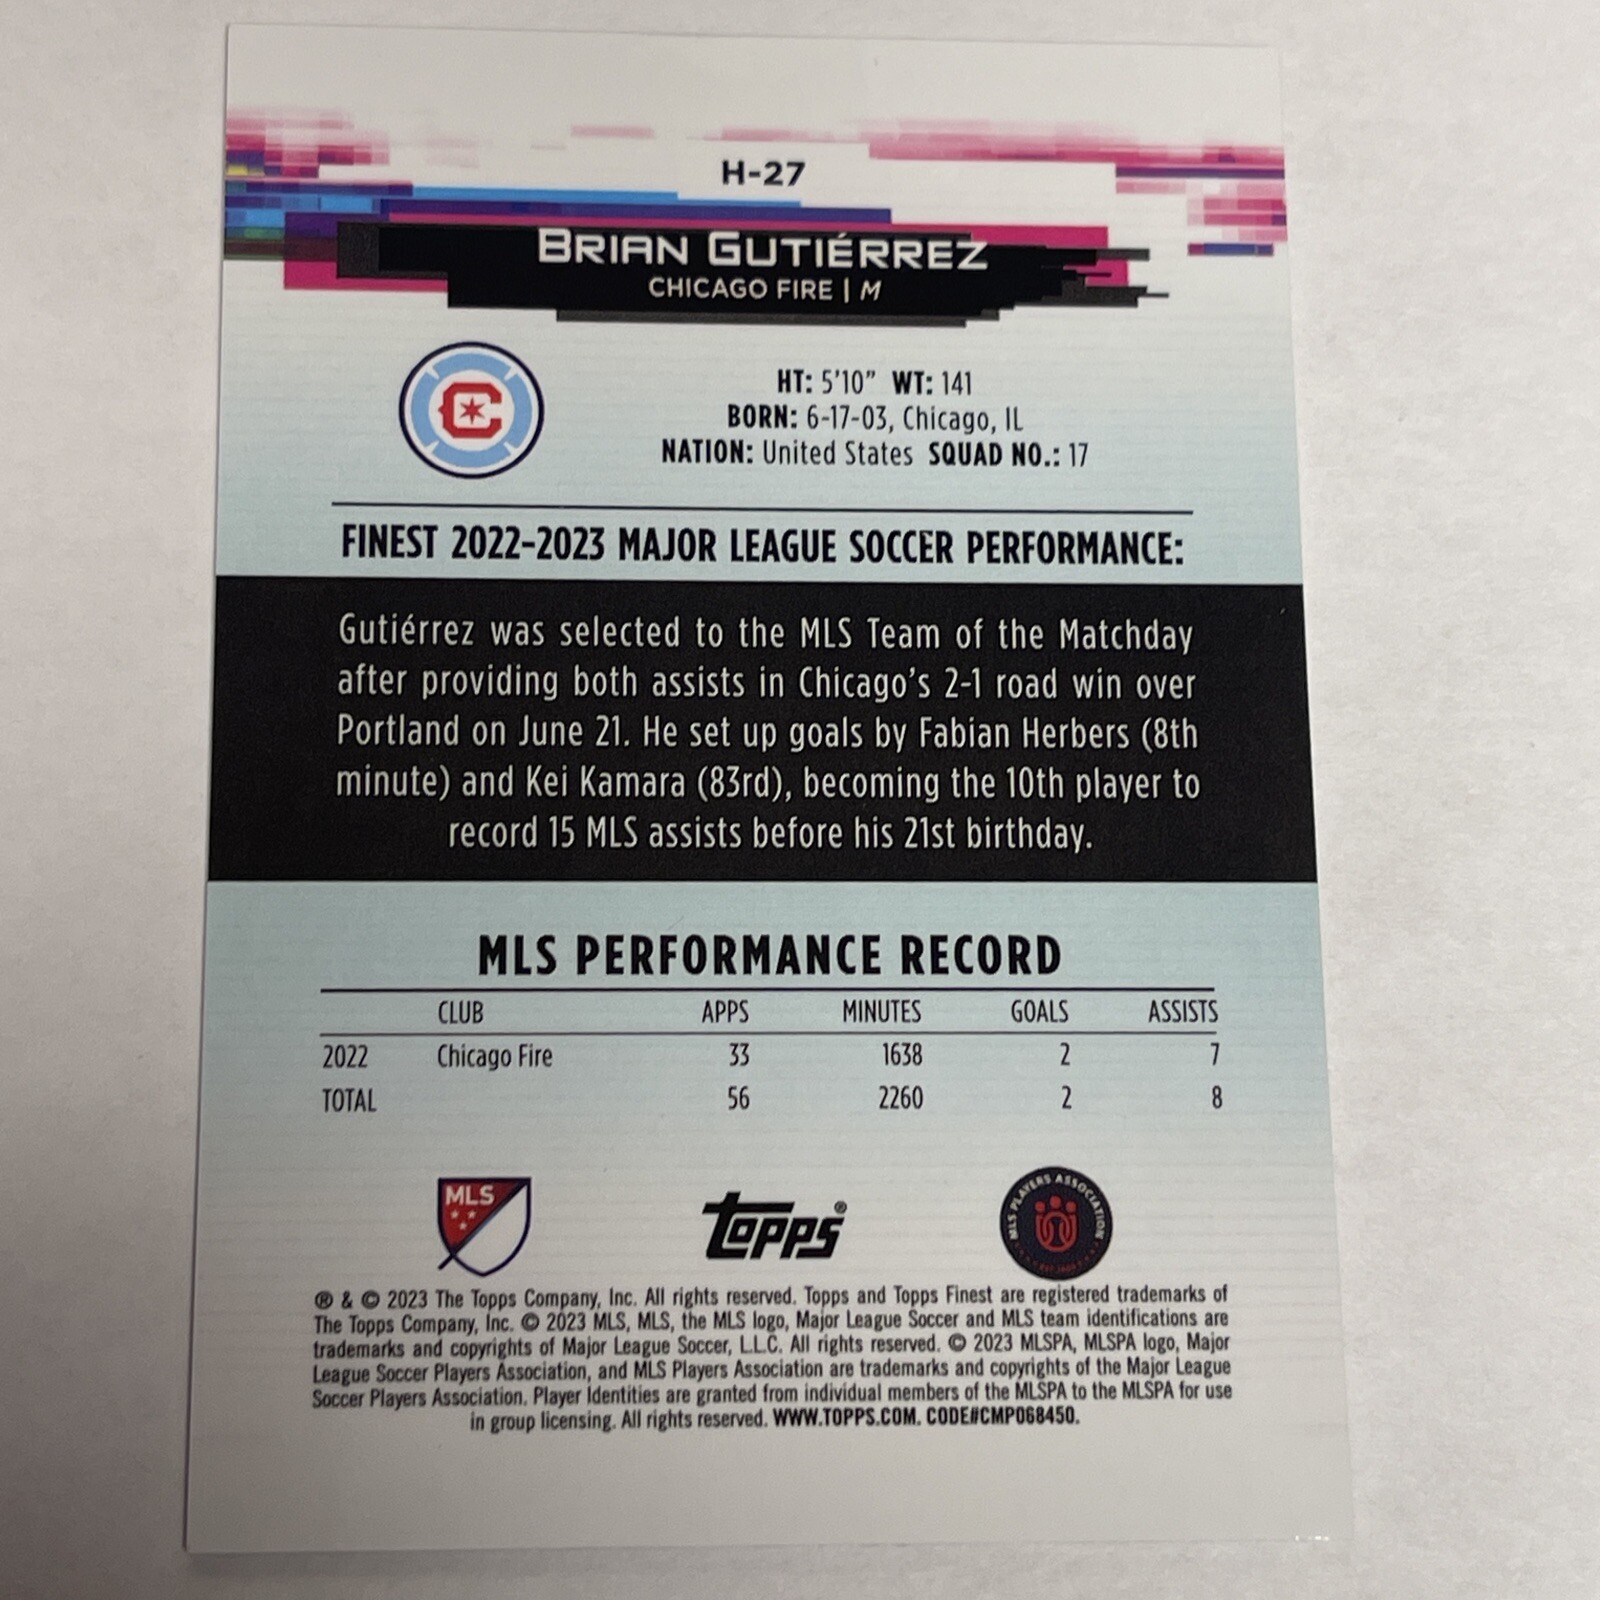 H-27
BRIAN GUTIÉRREZ
CHICAGO FIRE | M
HT: 5'10" WT: 141
BORN: 6-17-03, Chicago, IL
NATION: United States SQUAD NO.: 17
FINEST 2022-2023 MAJOR LEAGUE SOCCER PERFORMANCE:
Gutiérrez was selected to the MLS Team of the Matchday
after providing both assists in Chicago's 2-1 road win over
Portland on June 21. He set up goals by Fabian Herbers (8th
minute) and Kei Kamara (83rd), becoming the 10th player to
record 15 MLS assists before his 21st birthday.
MLS PERFORMANCE RECORD
CLUB APPS MINUTES GOALS ASSISTS
2022 Chicago Fire 33 1638 2 7
TOTAL 56 2260 2 8
MLS
topps®
MLS PLAYERS ASSOCIATION
® & © 2023 The Topps Company, Inc. All rights reserved. Topps and Topps Finest are registered trademarks of
The Topps Company, Inc. © 2023 MLS, MLS, the MLS logo, Major League Soccer and MLS team identifications are
trademarks and copyrights of Major League Soccer, L.L.C. All rights reserved. © 2023 MLSPA, MLSPA logo, Major
League Soccer Players Association, and MLS Players Association are trademarks and copyrights of the Major League
Soccer Players Association. Player Identities are granted from individual members of the MLSPA to the MLSPA for use
in group licensing. All rights reserved. WWW.TOPPS.COM. CODE#CMP068450.